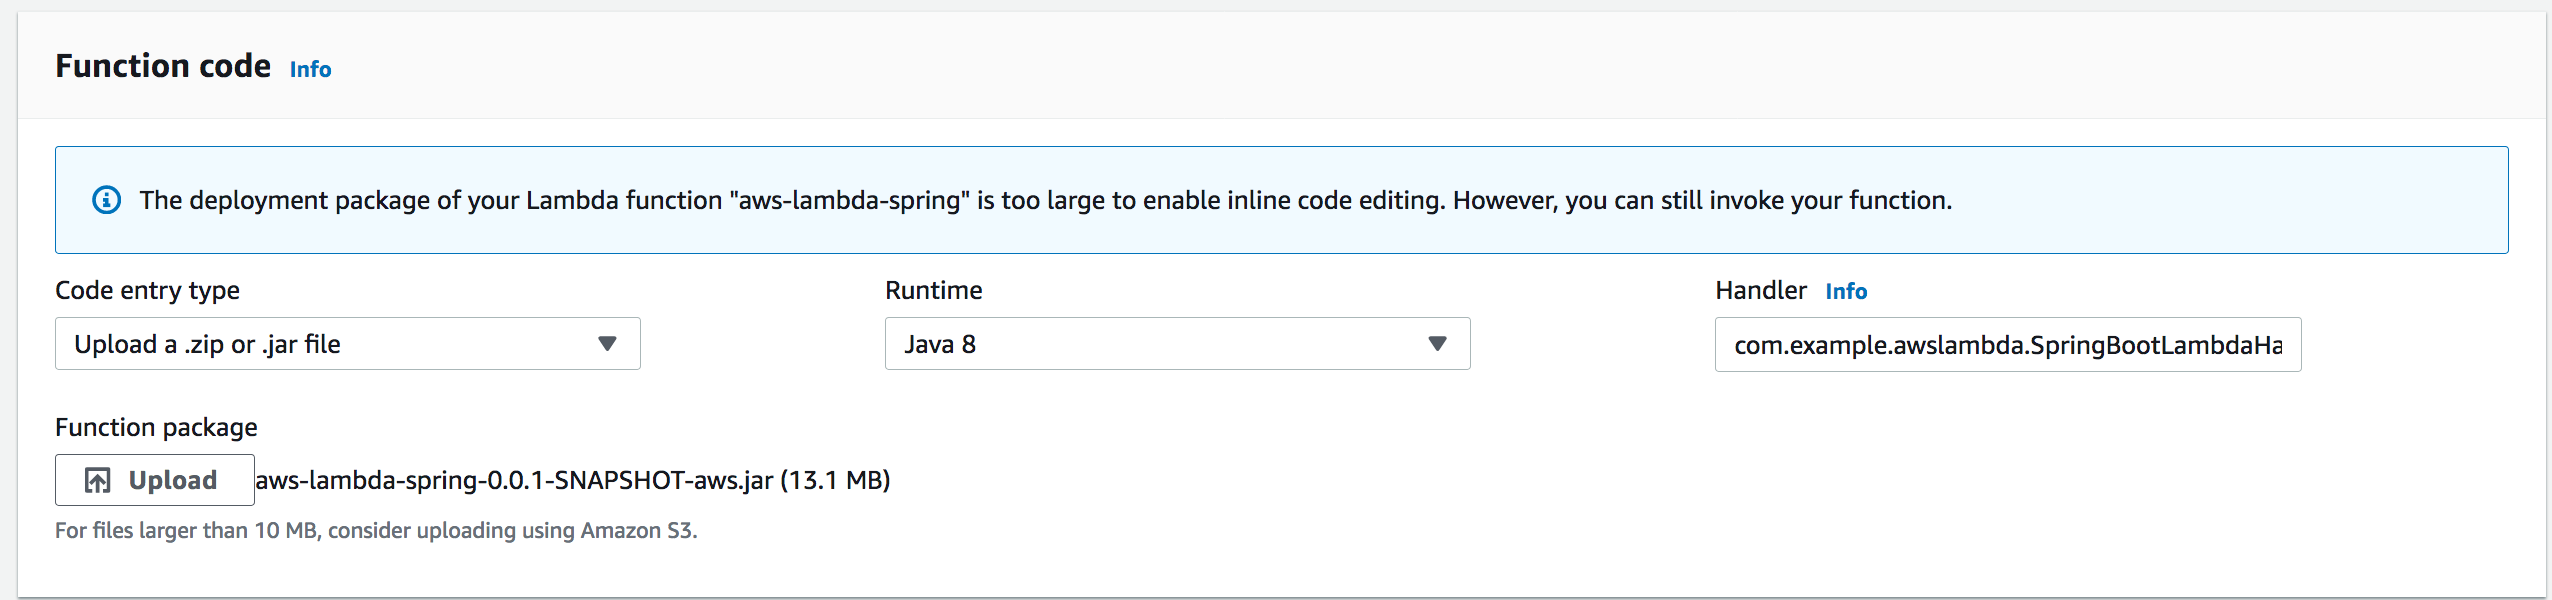 Function code Info
The deployment package of your Lambda function "aws-lambda-spring" is too large to enable inline code editing. However, you can still invoke your function.
Code entry type Runtime Handler Info
Upload a .zip or .jar file Java 8 com.example.awslambda.SpringBootLambdaHa
Function package
Upload aws-lambda-spring-0.0.1-SNAPSHOT-aws.jar (13.1 MB)
For files larger than 10 MB, consider uploading using Amazon S3.